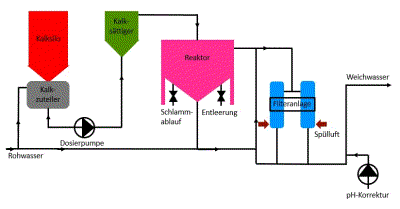 Kalksilo
Kalk-
zuteiler
Kalk-
sättiger
Reaktor
Schlamm-
ablauf
Entleerung
Dosierpumpe
Rohwasser
Filteranlage
Spülluft
Weichwasser
pH-Korrektur